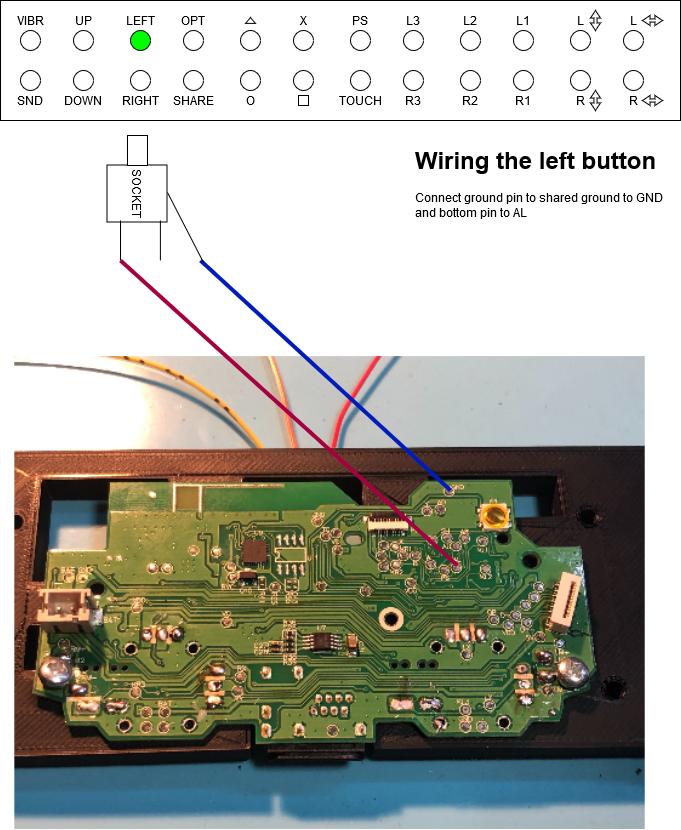 VIBR UP LEFT OPT △ X PS L3 L2 L1 L L
SND DOWN RIGHT SHARE O □ TOUCH R3 R2 R1 R R
SOCKET
Wiring the left button
Connect ground pin to shared ground to GND
and bottom pin to AL